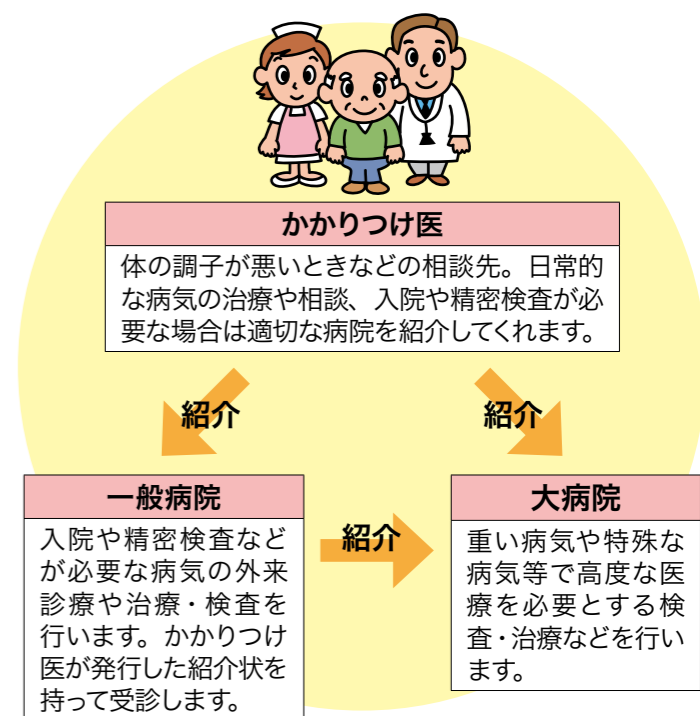 かかりつけ医
体の調子が悪いときなどの相談先。日常的
な病気の治療や相談、入院や精密検査が必
要な場合は適切な病院を紹介してくれます。
紹介
紹介
一般病院
入院や精密検査など
が必要な病気の外来
診療や治療・検査を
行います。かかりつけ
医が発行した紹介状を
持って受診します。
紹介
大病院
重い病気や特殊な
病気等で高度な医
療を必要とする検
査・治療などを行い
ます。